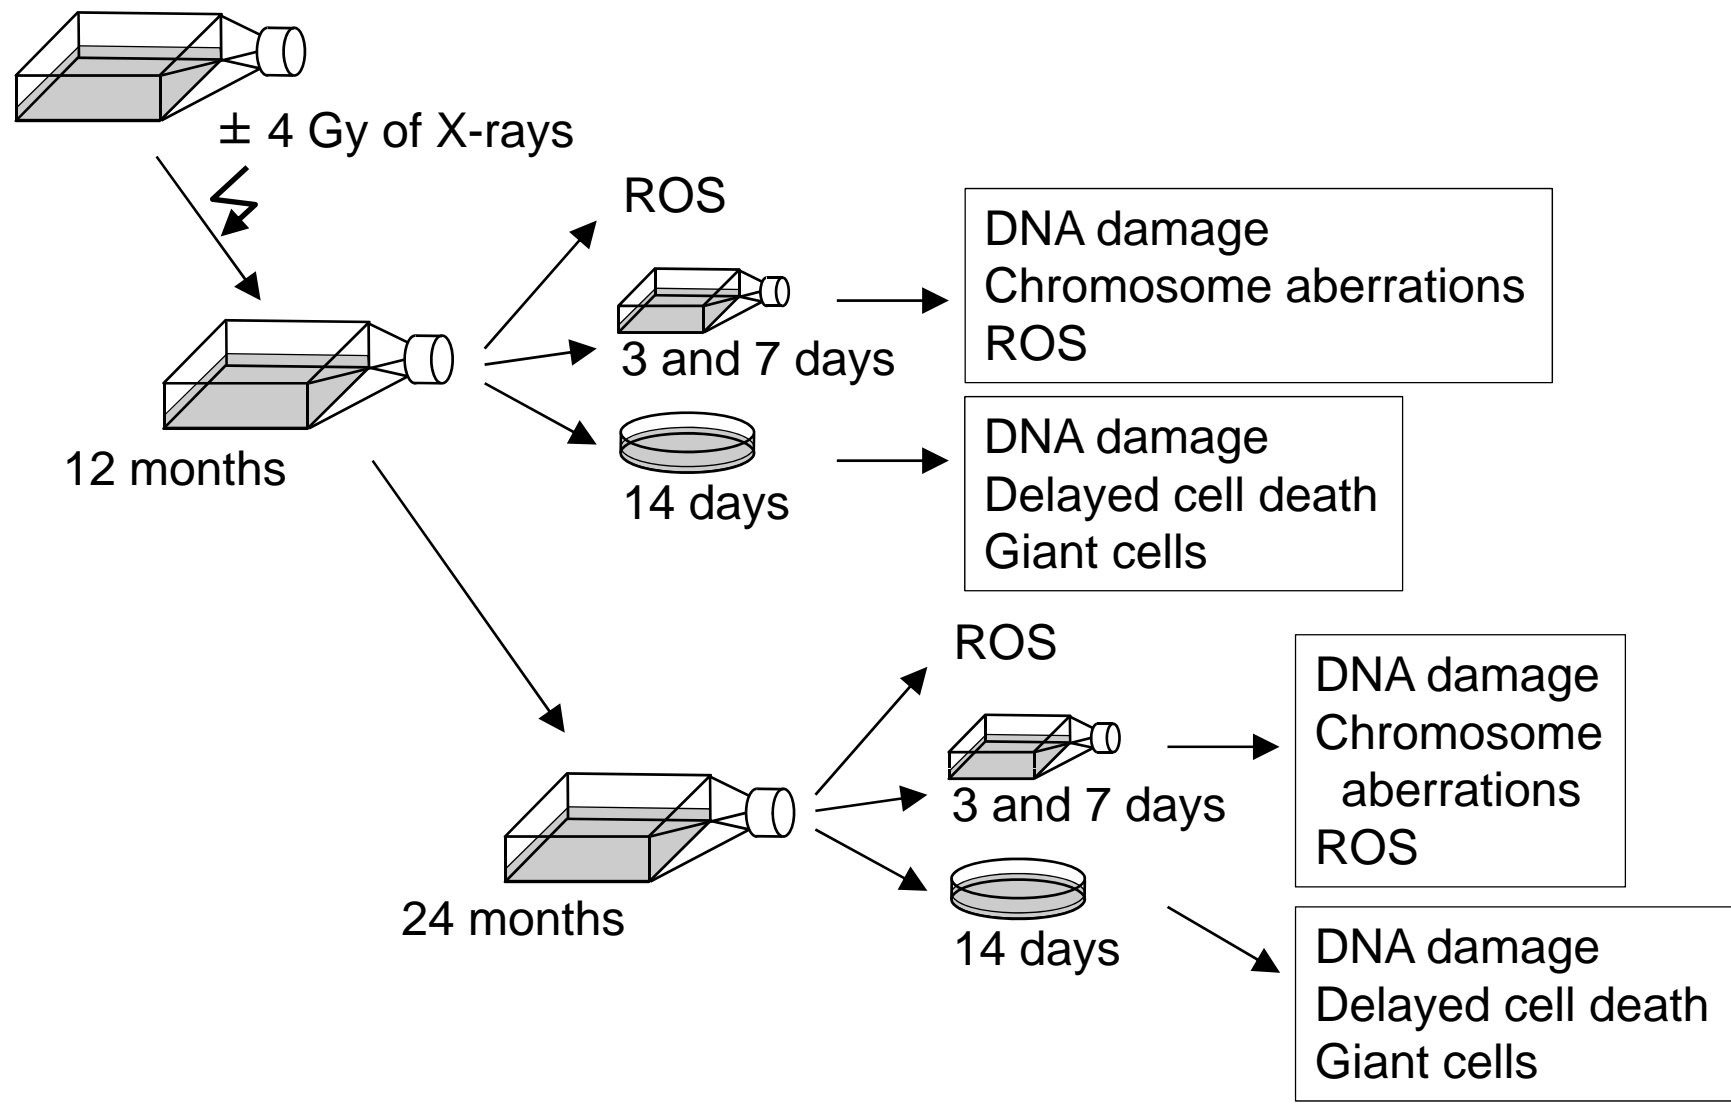 ± 4 Gy of X-rays
ROS
3 and 7 days
14 days
12 months
DNA damage
Chromosome aberrations
ROS
DNA damage
Delayed cell death
Giant cells
ROS
3 and 7 days
14 days
24 months
DNA damage
Chromosome
aberrations
ROS
DNA damage
Delayed cell death
Giant cells